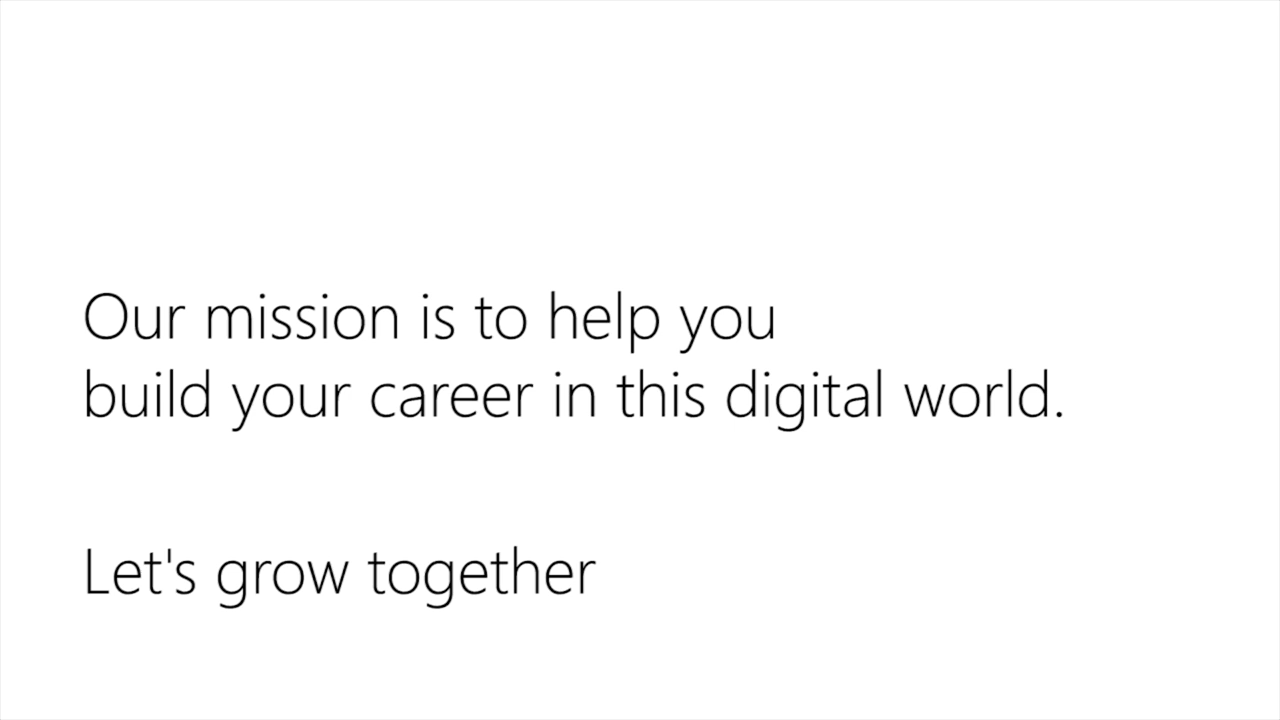 Our mission is to help you
build your career in this digital world.
Let's grow together